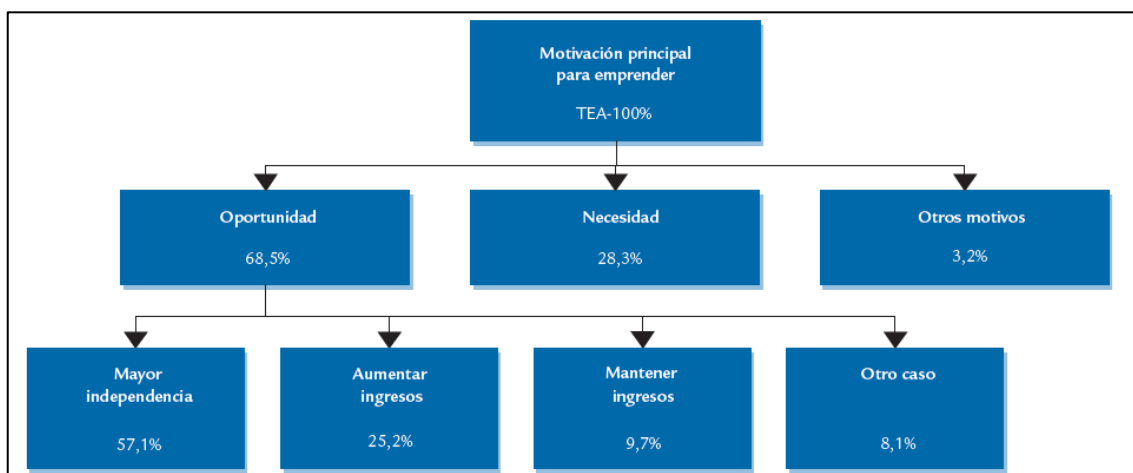 Motivación principal
para emprender
TEA-100%
Oportunidad
68,5%
Necesidad
28,3%
Otros motivos
3,2%
Mayor
independencia
57,1%
Aumentar
ingresos
25,2%
Mantener
ingresos
9,7%
Otro caso
8,1%